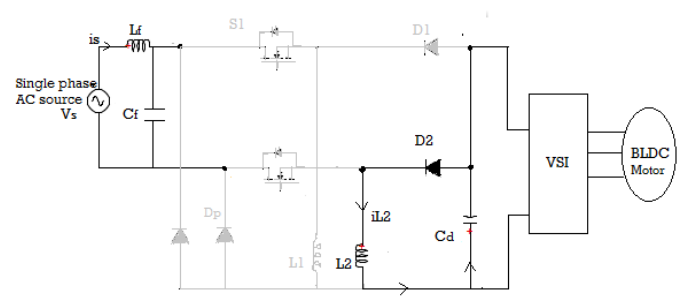 S1
D1
Lf
is
Single phase
AC source
Vs
Cf
D2
VSI
BLDC
Motor
Dp
iL2
Cd
L1
L2